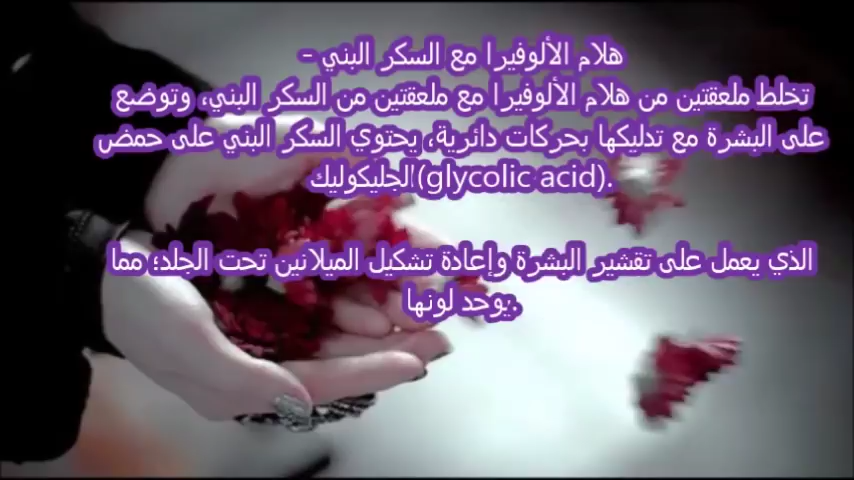 هلام الألوفيرا مع السكر البني -
تخلط ملعقتين من هلام الألوفيرا مع ملعقتين من السكر البني، وتوضع
على البشرة مع تدليكها بحركات دائرية، يحتوي السكر البني على حمض
الجليكوليك(glycolic acid).
الذي يعمل على تقشير البشرة وإعادة تشكيل الميلانين تحت الجلد؛ مما
يوحد لونها.